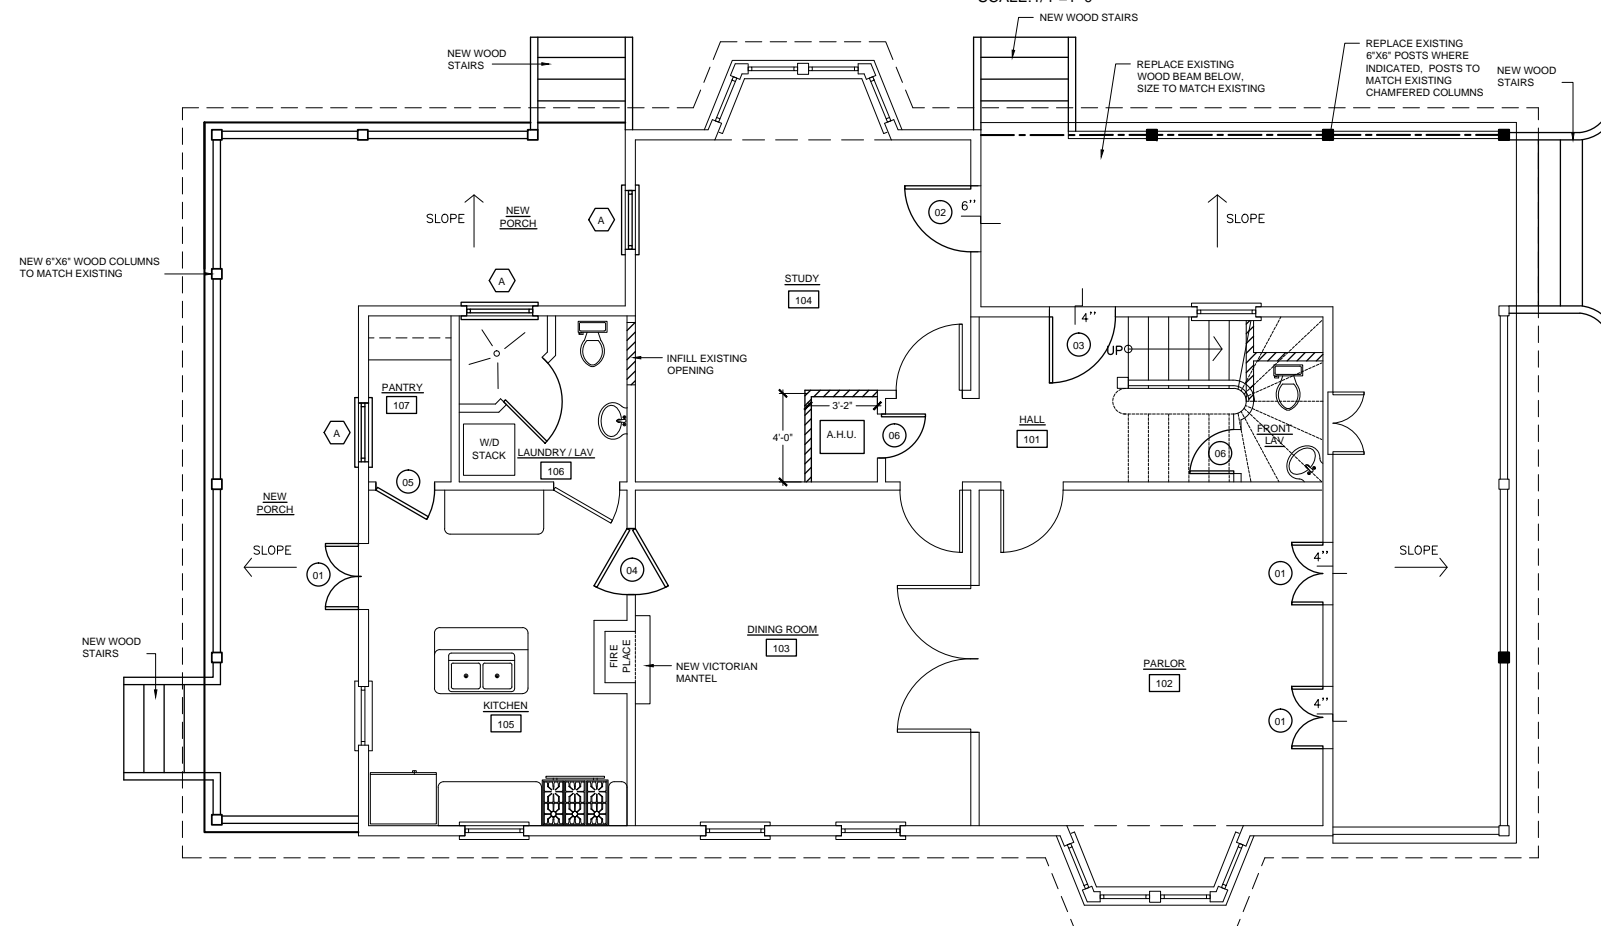 NEW WOOD STAIRS
NEW WOOD
STAIRS
REPLACE EXISTING
WOOD BEAM BELOW,
SIZE TO MATCH EXISTING
REPLACE EXISTING
6"X6" POSTS WHERE
INDICATED, POSTS TO
MATCH EXISTING
CHAMFERED COLUMNS
NEW WOOD
STAIRS
SLOPE
NEW
PORCH
A
02
6''
SLOPE
NEW 6"X6" WOOD COLUMNS
TO MATCH EXISTING
A
STUDY
104
4''
03
UP
INFILL EXISTING
OPENING
PANTRY
107
A
3'-2"
4'-0"
A.H.U.
06
HALL
101
FRONT
LAV
06
W/D
STACK
LAUNDRY / LAV
106
05
NEW
PORCH
SLOPE
01
04
01
4''
SLOPE
NEW WOOD
STAIRS
DINING ROOM
103
FIRE
PLACE
NEW VICTORIAN
MANTEL
PARLOR
102
KITCHEN
105
01
4''